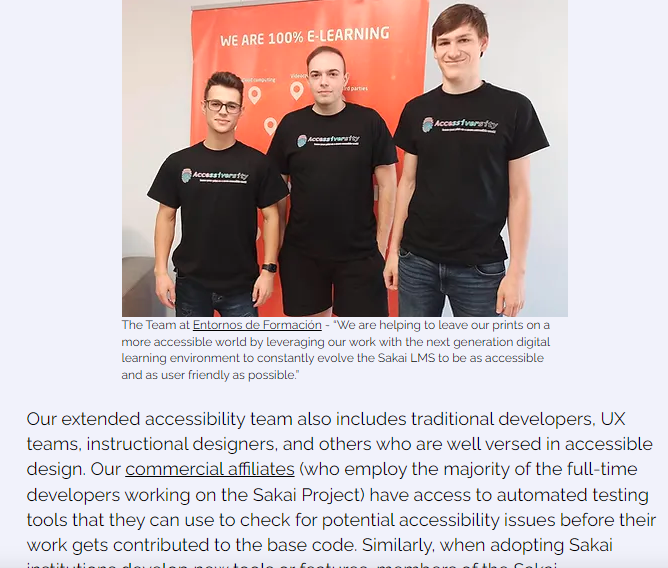 WE ARE 100% E-LEARNING
computing
rd parties
Accessiversity
Accessiversity
Accessiversity
The Team at Entornos de Formación - “We are helping to leave our prints on a
more accessible world by leveraging our work with the next generation digital
learning environment to constantly evolve the Sakai LMS to be as accessible
and as user friendly as possible.”
Our extended accessibility team also includes traditional developers, UX
teams, instructional designers, and others who are well versed in accessible
design. Our commercial affiliates (who employ the majority of the full-time
developers working on the Sakai Project) have access to automated testing
tools that they can use to check for potential accessibility issues before their
work gets contributed to the base code. Similarly, when adopting Sakai
institutions develop new tools or features, members of the Sakai